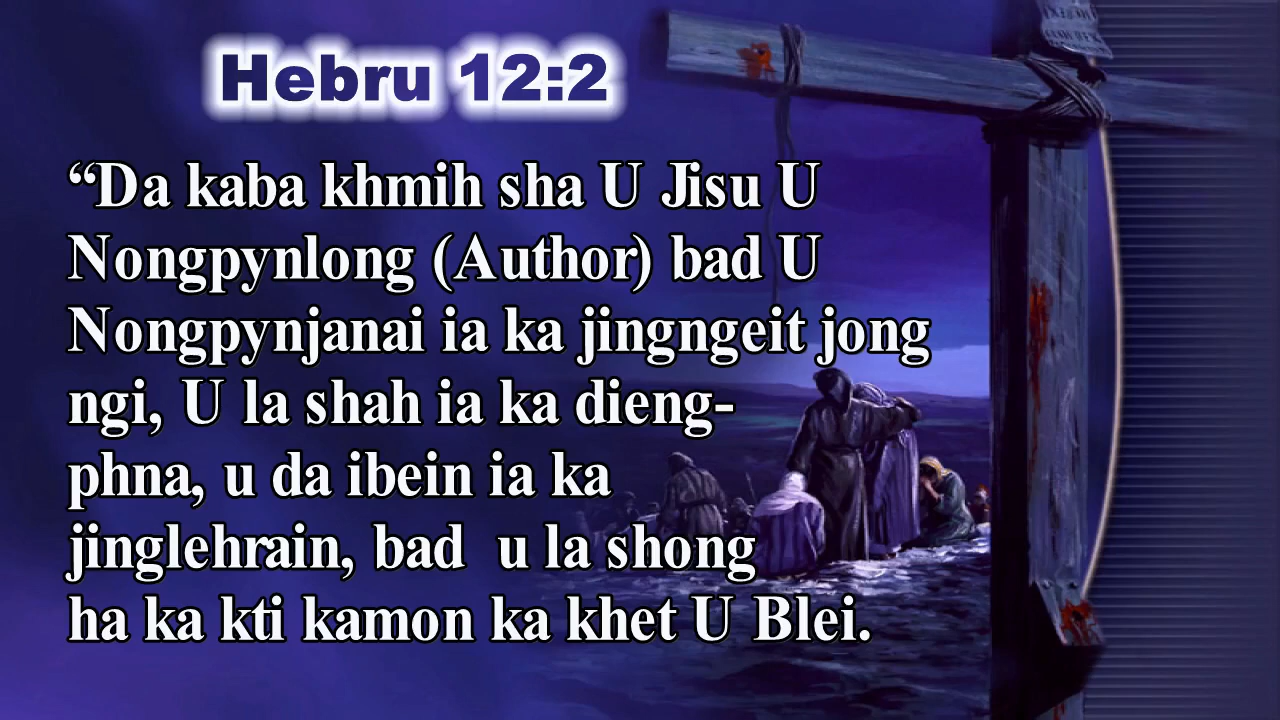 Hebru 12:2
“Da kaba khmih sha U Jisu U
Nongpynlong (Author) bad U
Nongpynjanai ia ka jingngeit jong
ngi, U la shah ia ka dieng-
phna, u da ibein ia ka
jinglehrain, bad u la shong
ha ka kti kamon ka khet U Blei.